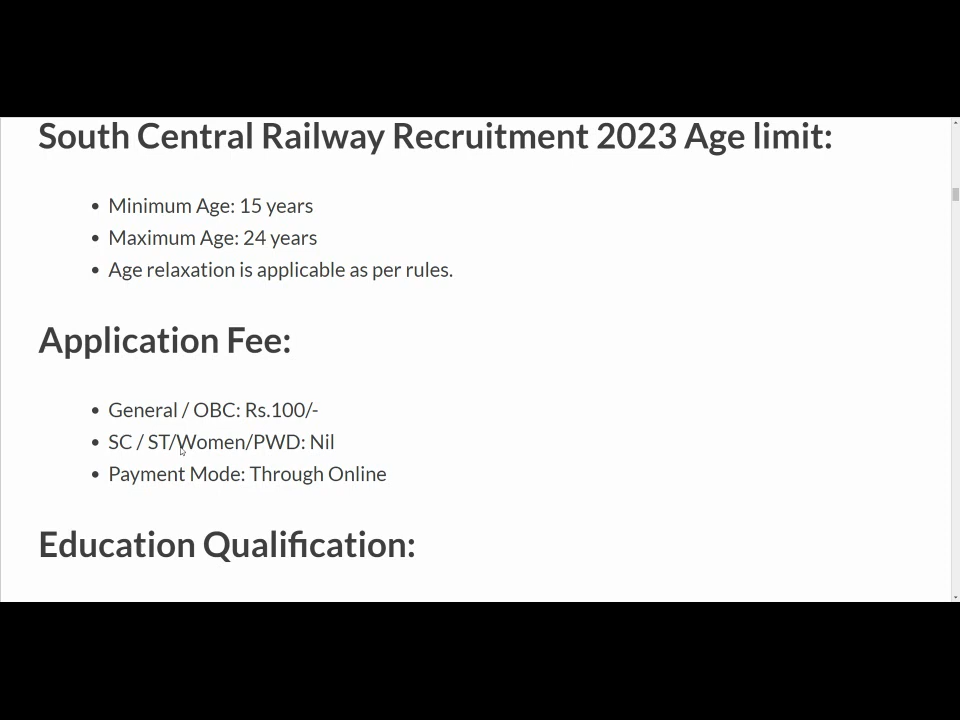 South Central Railway Recruitment 2023 Age limit:
Minimum Age: 15 years
Maximum Age: 24 years
Age relaxation is applicable as per rules.
Application Fee:
General / OBC: Rs.100/-
SC / ST/Women/PWD: Nil
Payment Mode: Through Online
Education Qualification: